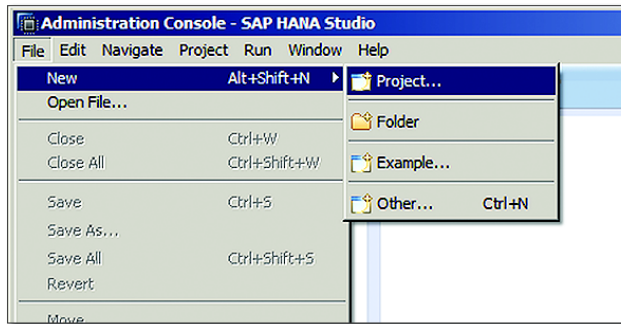 Administration Console - SAP HANA Studio
File Edit Navigate Project Run Window Help
New Alt+Shift+N
Open File...
Close Ctrl+W
Close All Ctrl+Shift+W
Save Ctrl+S
Save As...
Save All Ctrl+Shift+S
Revert
Move...
Project...
Folder
Example...
Other... Ctrl+N